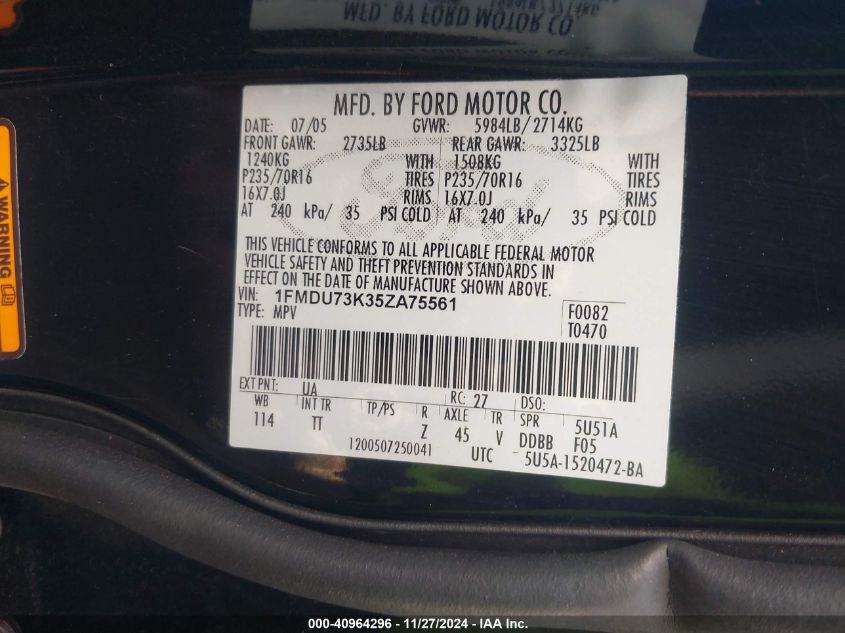 MFD. BY FORD MOTOR CO.
MFD. BY FORD MOTOR CO.
DATE: 07/05 GVWR: 5984LB/2714KG
FRONT GAWR: 2735LB REAR GAWR: 3325LB
1240KG WITH 1508KG WITH
P235/70R16 TIRES P235/70R16 TIRES
16X7.0J RIMS 16X7.0J RIMS
AT 240 kPa/ 35 PSI COLD AT 240 kPa/ 35 PSI COLD
THIS VEHICLE CONFORMS TO ALL APPLICABLE FEDERAL MOTOR
VEHICLE SAFETY AND THEFT PREVENTION STANDARDS IN
EFFECT ON THE DATE OF MANUFACTURE SHOWN ABOVE.
VIN: 1FMDU73K35ZA75561 F0082
TYPE: MPV T0470
EXT PNT: UA RC: 27 DSO:
WB INT TR TP/PS R AXLE TR SPR 5U51A
114 TT Z 45 V DDBB F05
1200507250041 UTC 5U5A-1520472-BA
WARNING
000-40964296 - 11/27/2024 - IAA Inc.